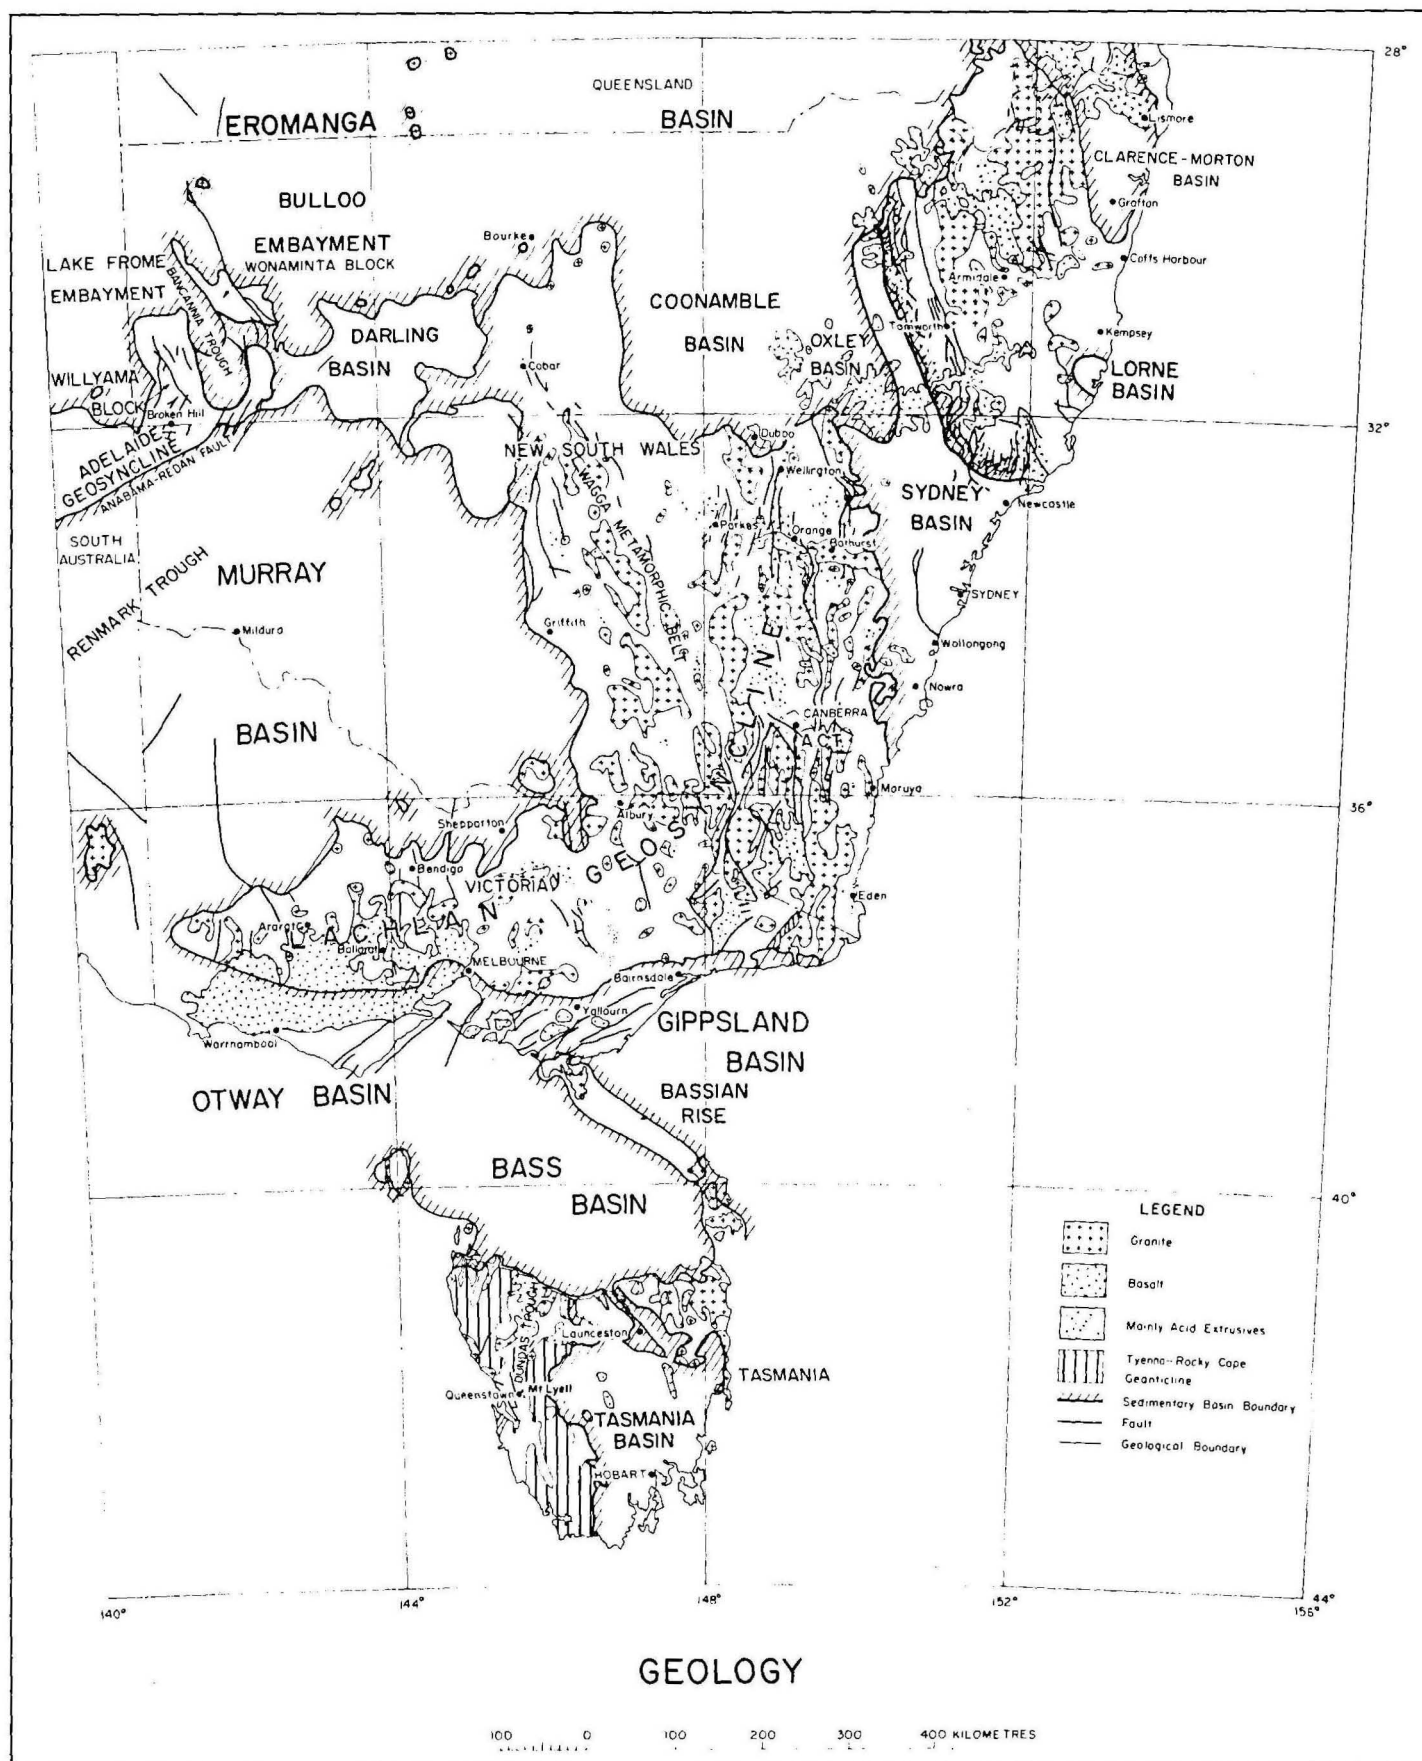 28°
QUEENSLAND
EROMANGA BASIN
Lismore
CLARENCE-MORTON
BASIN
Grafton
BULLOO
EMBAYMENT
WONAMINTA BLOCK
Bourke
Coffs Harbour
LAKE FROME
EMBAYMENT
BANCANNIA TROUGH
Armidale
COONAMBLE
BASIN
DARLING
BASIN
Tamworth
Kempsey
OXLEY
BASIN
Cobar
LORNE
BASIN
WILLYAMA
BLOCK
Broken Hill
32°
ADELAIDE
GEOSYNCLINE
ANABAMA-REDAN FAULT
Dubbo
NEW SOUTH WALES
Wellington
WAGGA METAMORPHIC BELT
SYDNEY
BASIN
Newcastle
Parkes
Orange
Bathurst
SOUTH
AUSTRALIA
RENMARK TROUGH
MURRAY
BASIN
SYDNEY
Mildura
Griffith
Wollongong
Nowra
CANBERRA
ACT
Moruya
36°
Albury
Shepparton
Bendigo
VICTORIA
LACHLAN GEOSYNCLINE
Eden
Ararat
Ballarat
MELBOURNE
Bairnsdale
Yallourn
GIPPSLAND
BASIN
Warrnambool
OTWAY BASIN
BASSIAN
RISE
BASS
BASIN
40°
LEGEND
Granite
Basalt
Mainly Acid Extrusives
Tyenna-Rocky Cape
Geanticline
Sedimentary Basin Boundary
Fault
Geological Boundary
DUNDAS TROUGH
Launceston
TASMANIA
Queenstown
Mt Lyell
TASMANIA
BASIN
HOBART
140°
144°
148°
152°
156°
44°
GEOLOGY
100 0 100 200 300 400 KILOMETRES